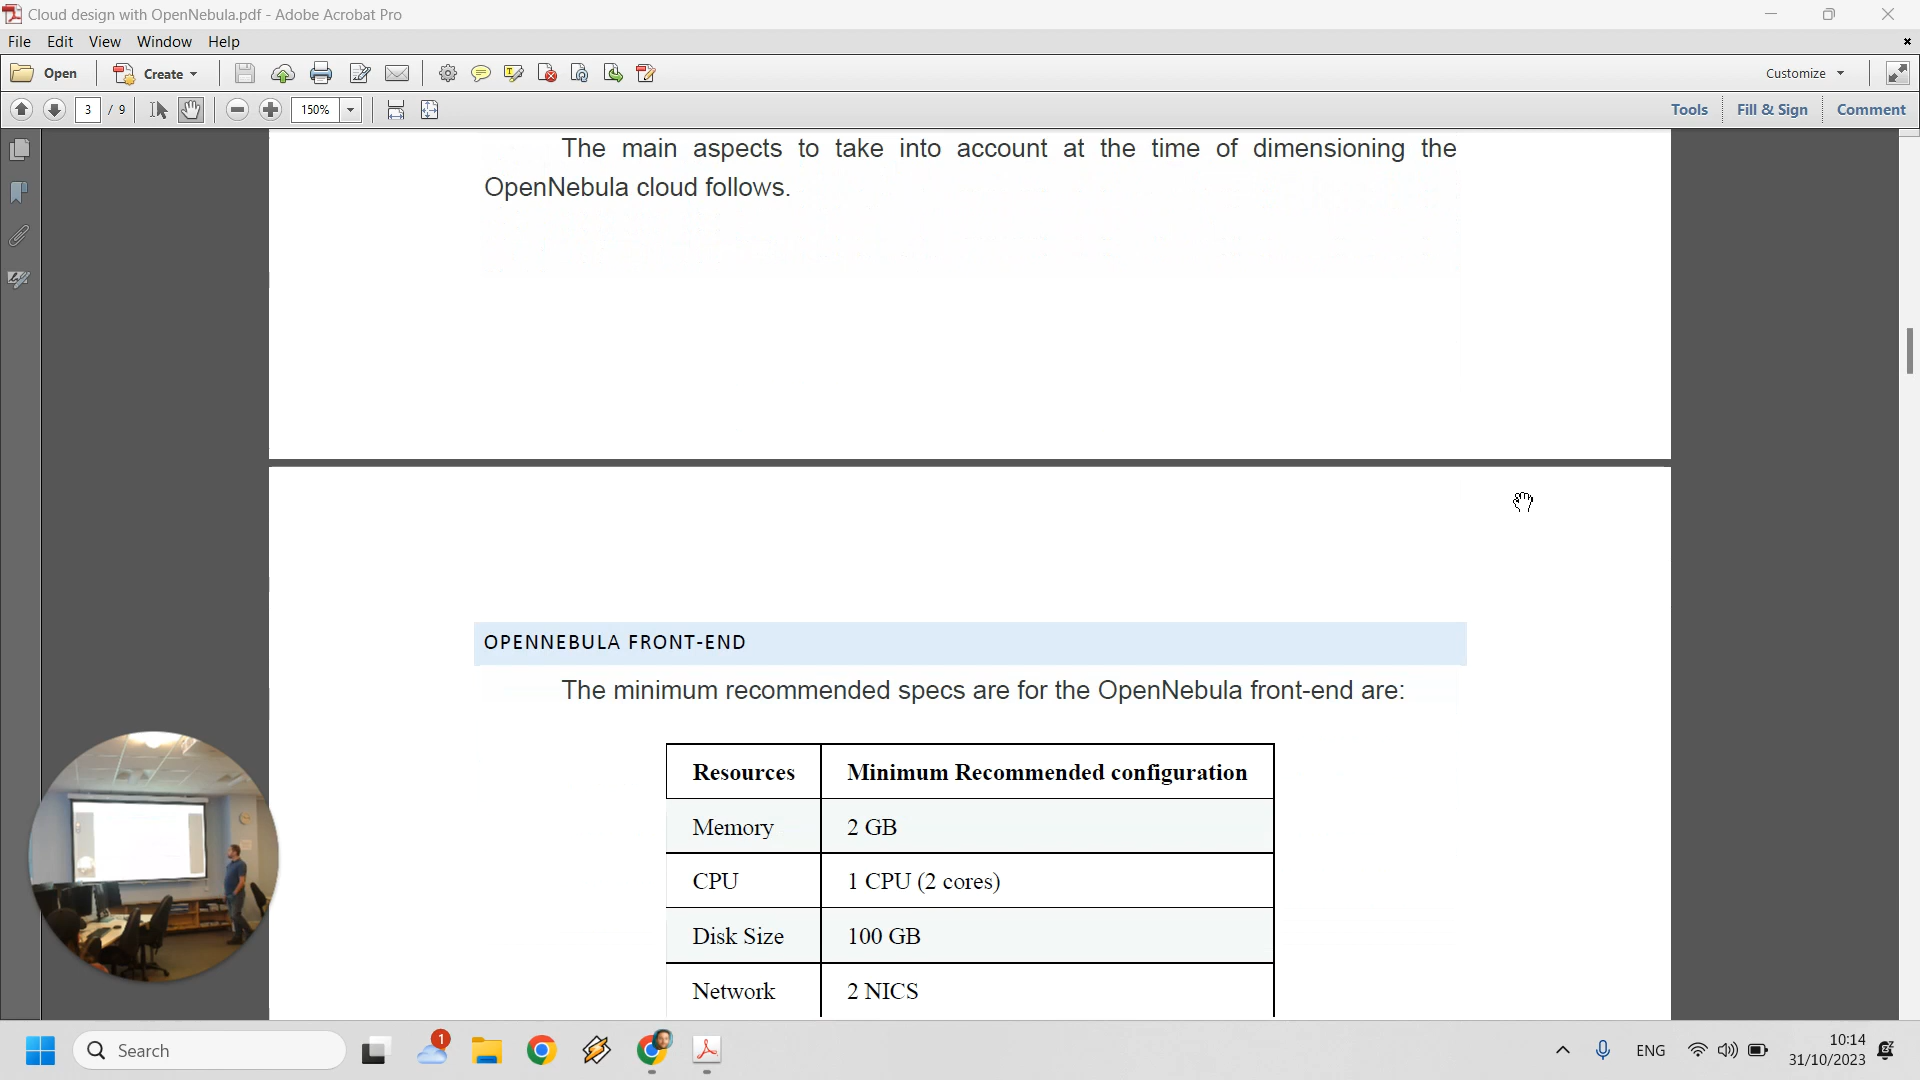 Cloud design with OpenNebula.pdf - Adobe Acrobat Pro
File Edit View Window Help
Open Create Customize
3 / 9 150% Tools Fill & Sign Comment
The main aspects to take into account at the time of dimensioning the
OpenNebula cloud follows.
OPENNEBULA FRONT-END
The minimum recommended specs are for the OpenNebula front-end are:
Resources Minimum Recommended configuration
Memory 2 GB
CPU 1 CPU (2 cores)
Disk Size 100 GB
Network 2 NICS
Search 1 ENG 10:14
31/10/2023